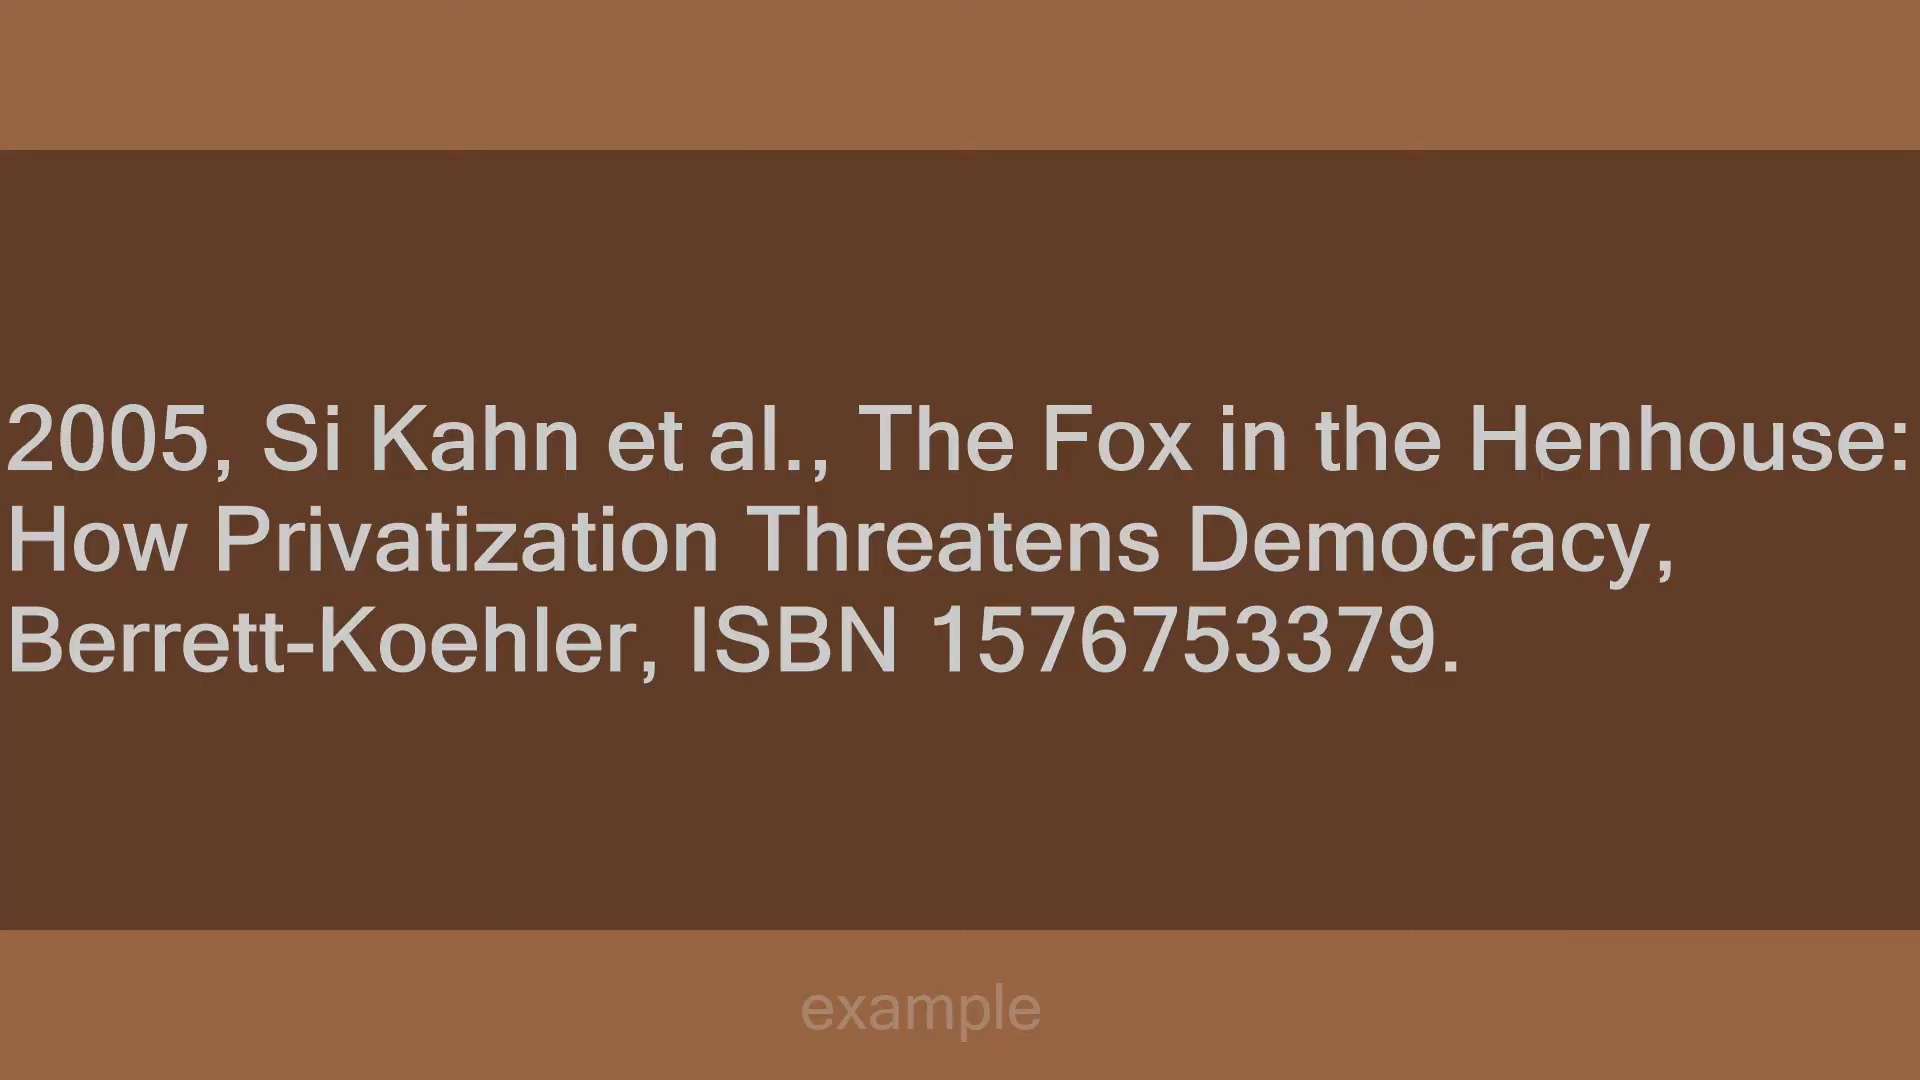 2005, Si Kahn et al., The Fox in the Henhouse:
How Privatization Threatens Democracy,
Berrett-Koehler, ISBN 1576753379.
example